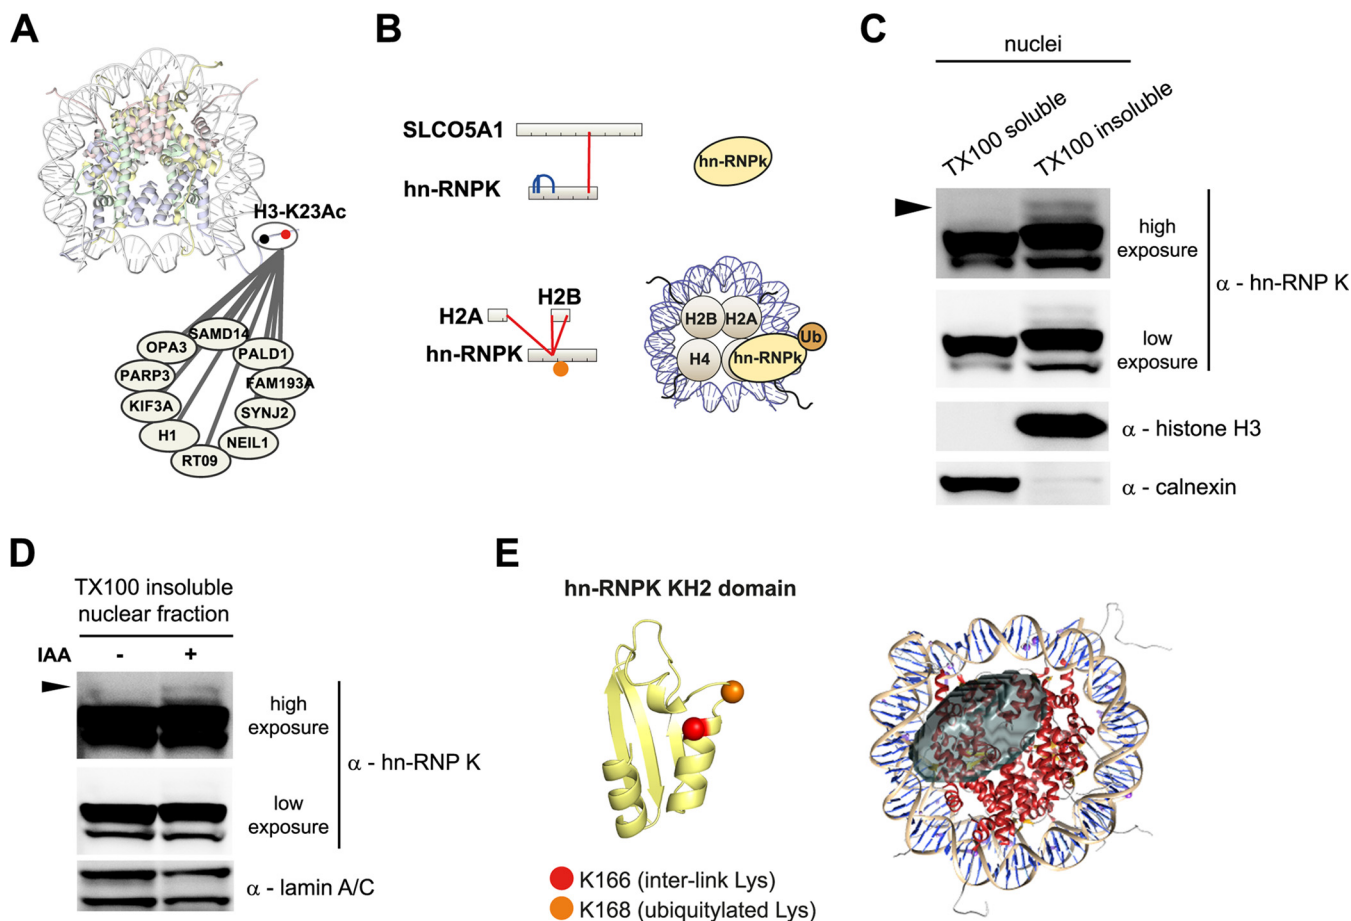 A
H3-K23Ac
SAMD14
OPA3
PALD1
PARP3
FAM193A
KIF3A
SYNJ2
H1
NEIL1
RT09
B
SLCO5A1
hn-RNPK
hn-RNPk
H2A
H2B
hn-RNPK
H2B
H2A
H4
hn-RNPk
Ub
C
nuclei
TX100 soluble
TX100 insoluble
high
exposure
low
exposure
α - hn-RNP K
α - histone H3
α - calnexin
D
TX100 insoluble
nuclear fraction
IAA
-
+
high
exposure
low
exposure
α - hn-RNP K
α - lamin A/C
E
hn-RNPK KH2 domain
K166 (inter-link Lys)
K168 (ubiquitylated Lys)